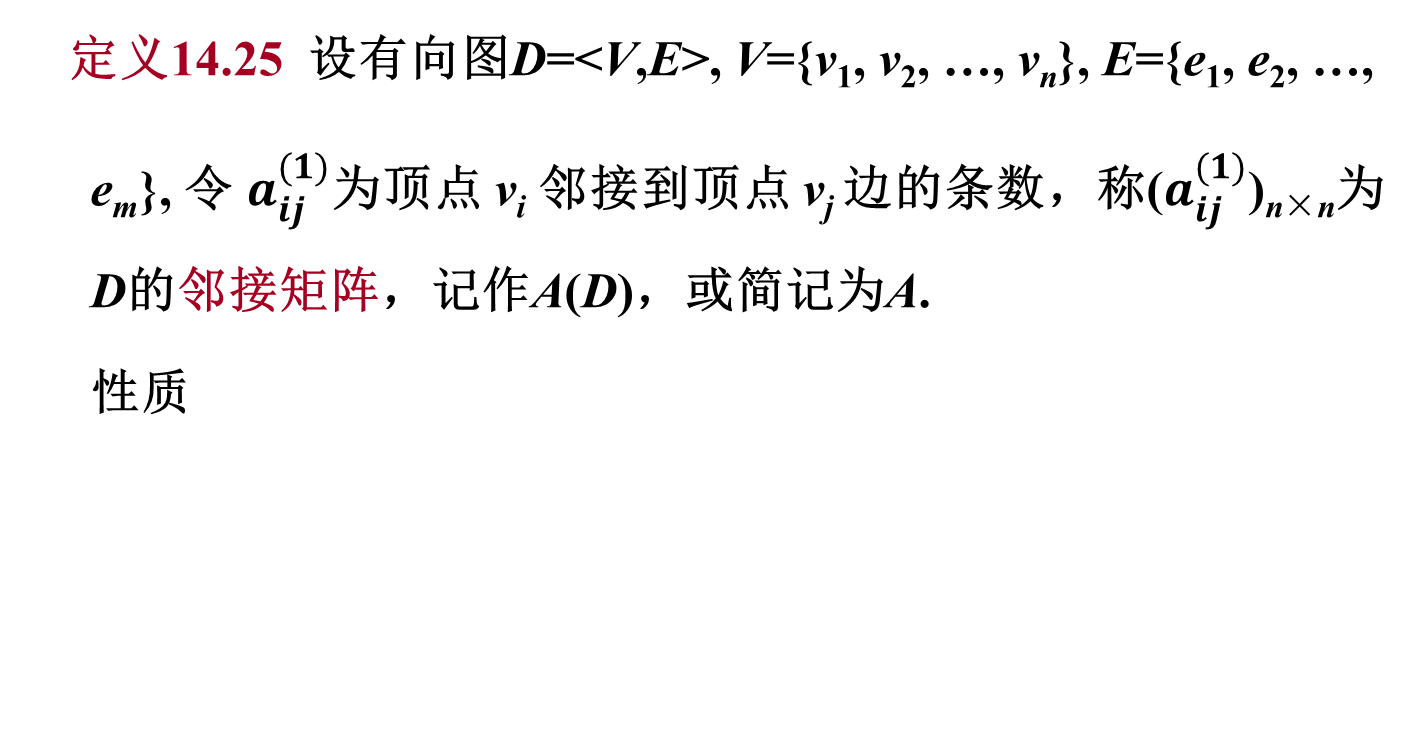 定义14.25 设有向图D=<V,E>, V={v1, v2, …, vn}, E={e1, e2, …,
em}, 令 a_{ij}^{(1)} 为顶点 vi 邻接到顶点 vj 边的条数，称(a_{ij}^{(1)})_{n×n}为
D的邻接矩阵，记作A(D)，或简记为A.
性质